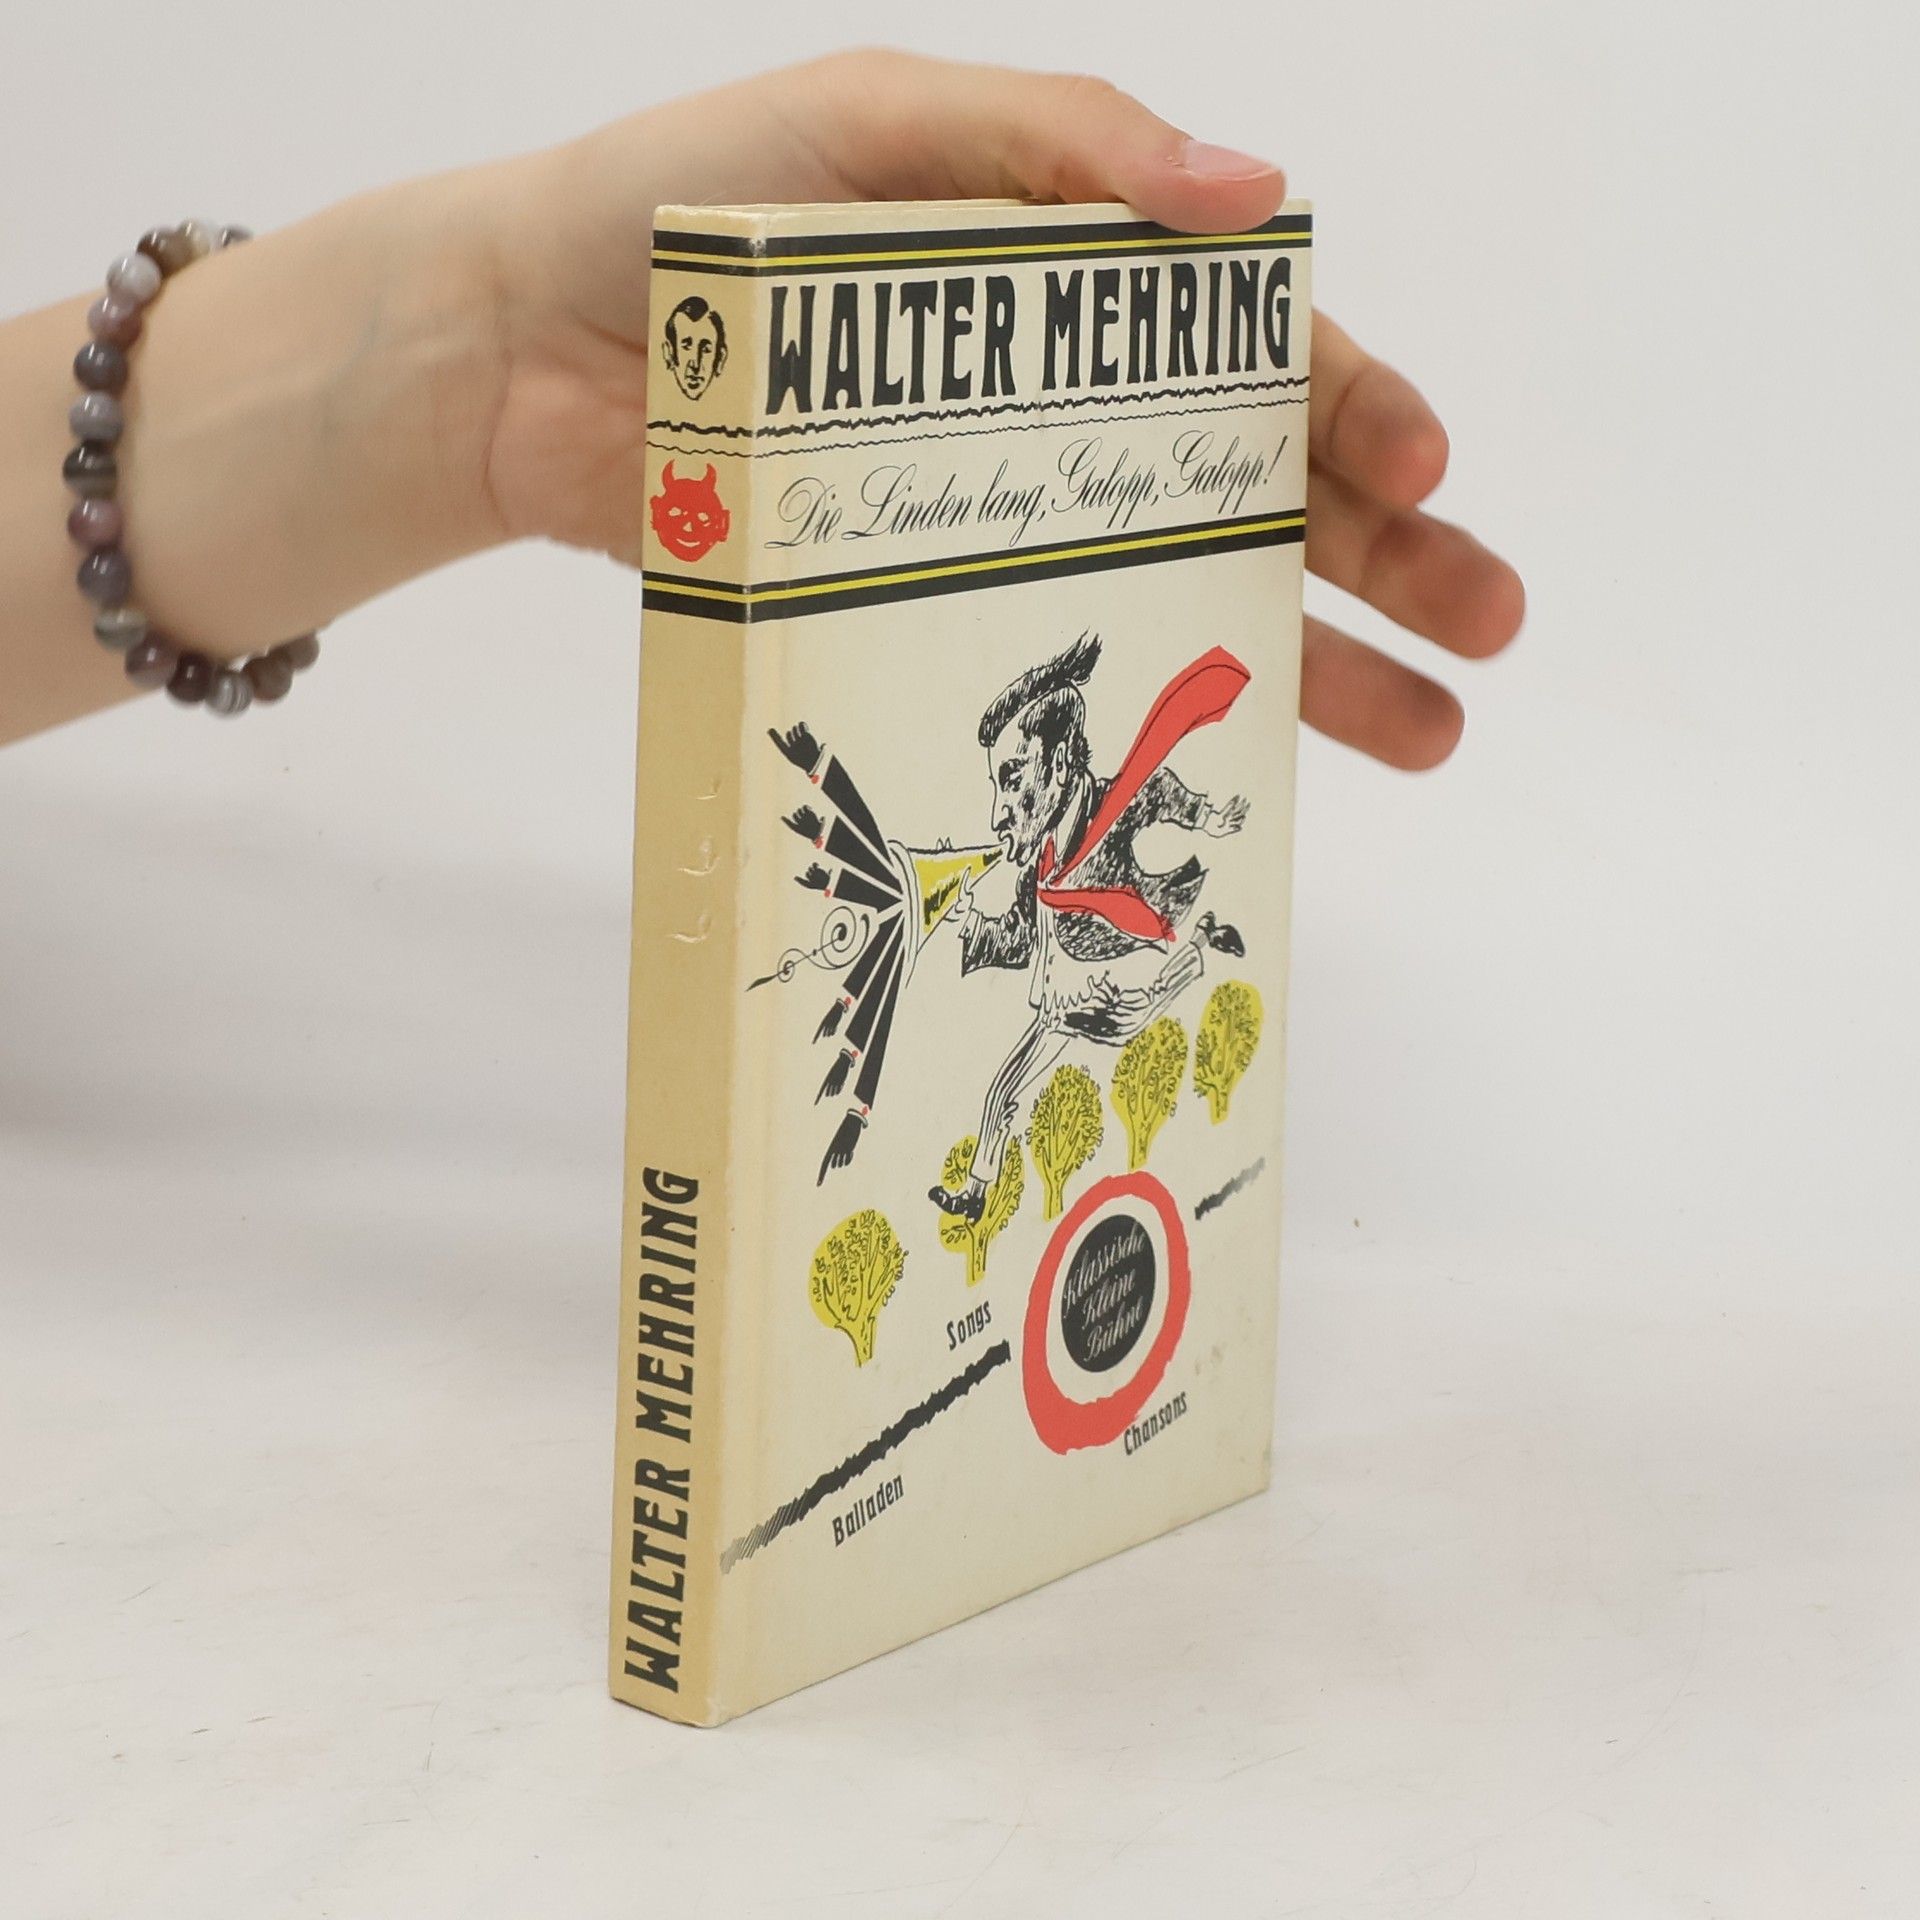 WALTER MEHRING
Die Linden lang, Galopp, Galopp!
Songs
Klassische
Kleine
Bühne
Chansons
Balladen
WALTER MEHRING